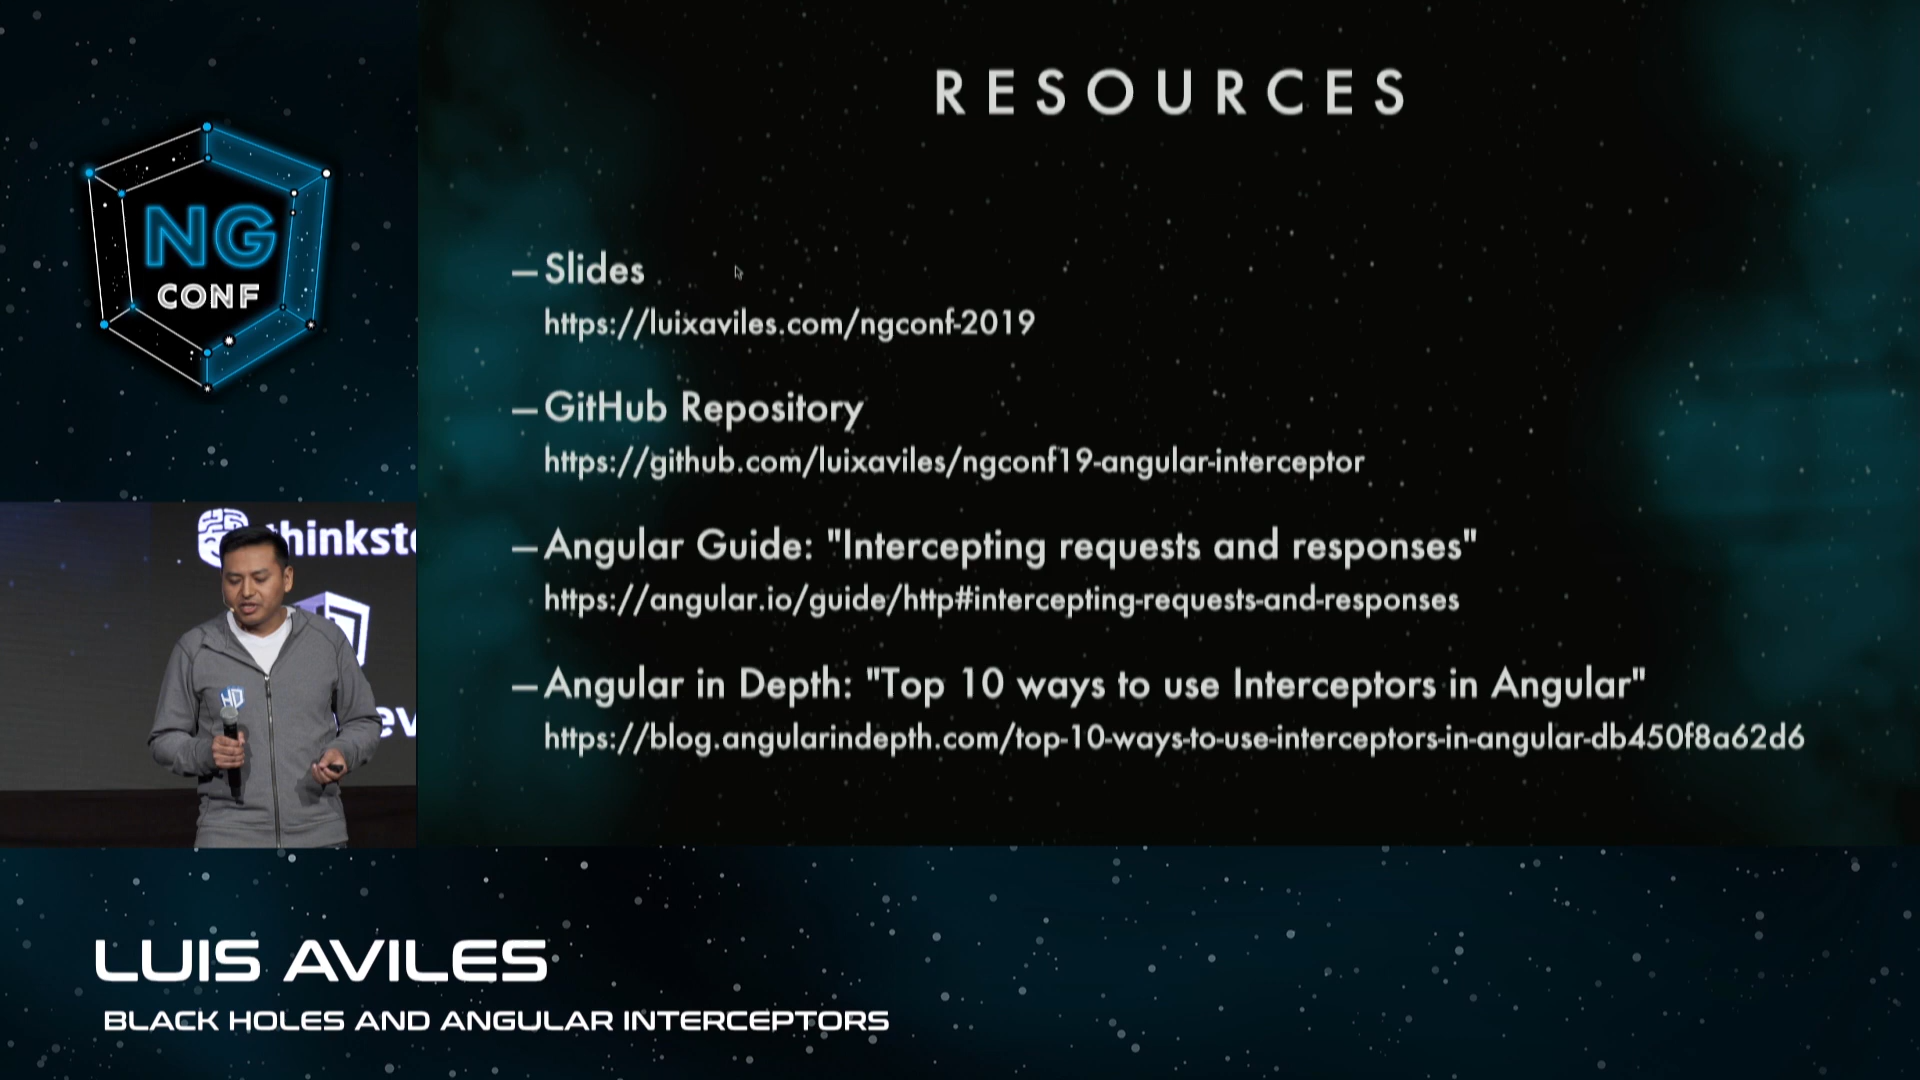 RESOURCES
NG
CONF
— Slides
https://luixaviles.com/ngconf-2019
— GitHub Repository
https://github.com/luixaviles/ngconf19-angular-interceptor
— Angular Guide: "Intercepting requests and responses"
https://angular.io/guide/http#intercepting-requests-and-responses
— Angular in Depth: "Top 10 ways to use Interceptors in Angular"
https://blog.angularindepth.com/top-10-ways-to-use-interceptors-in-angular-db450f8a62d6
HD
LUIS AVILES
BLACK HOLES AND ANGULAR INTERCEPTORS